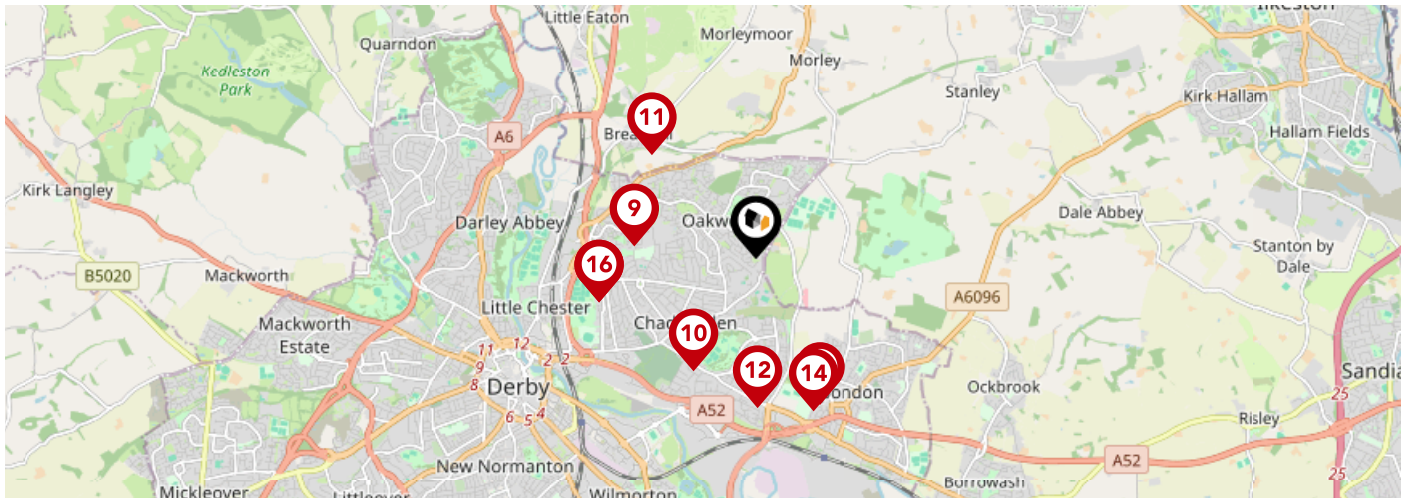 Little Eaton
Quarndon
Morleymoor
Morley
Kedleston
Park
Stanley
Kirk Hallam
Hallam Fields
A6
11
Kirk Langley
9
Darley Abbey
Dale Abbey
Stanton by
Dale
B5020
Mackworth
16
A6096
Little Chester
Mackworth
Estate
10
12
14
11
12
2
2
9
8
Derby
6
5
4
A52
Ockbrook
25
Risley
A52
New Normanton
25
Mickleover
Wilmorton
Borrowash